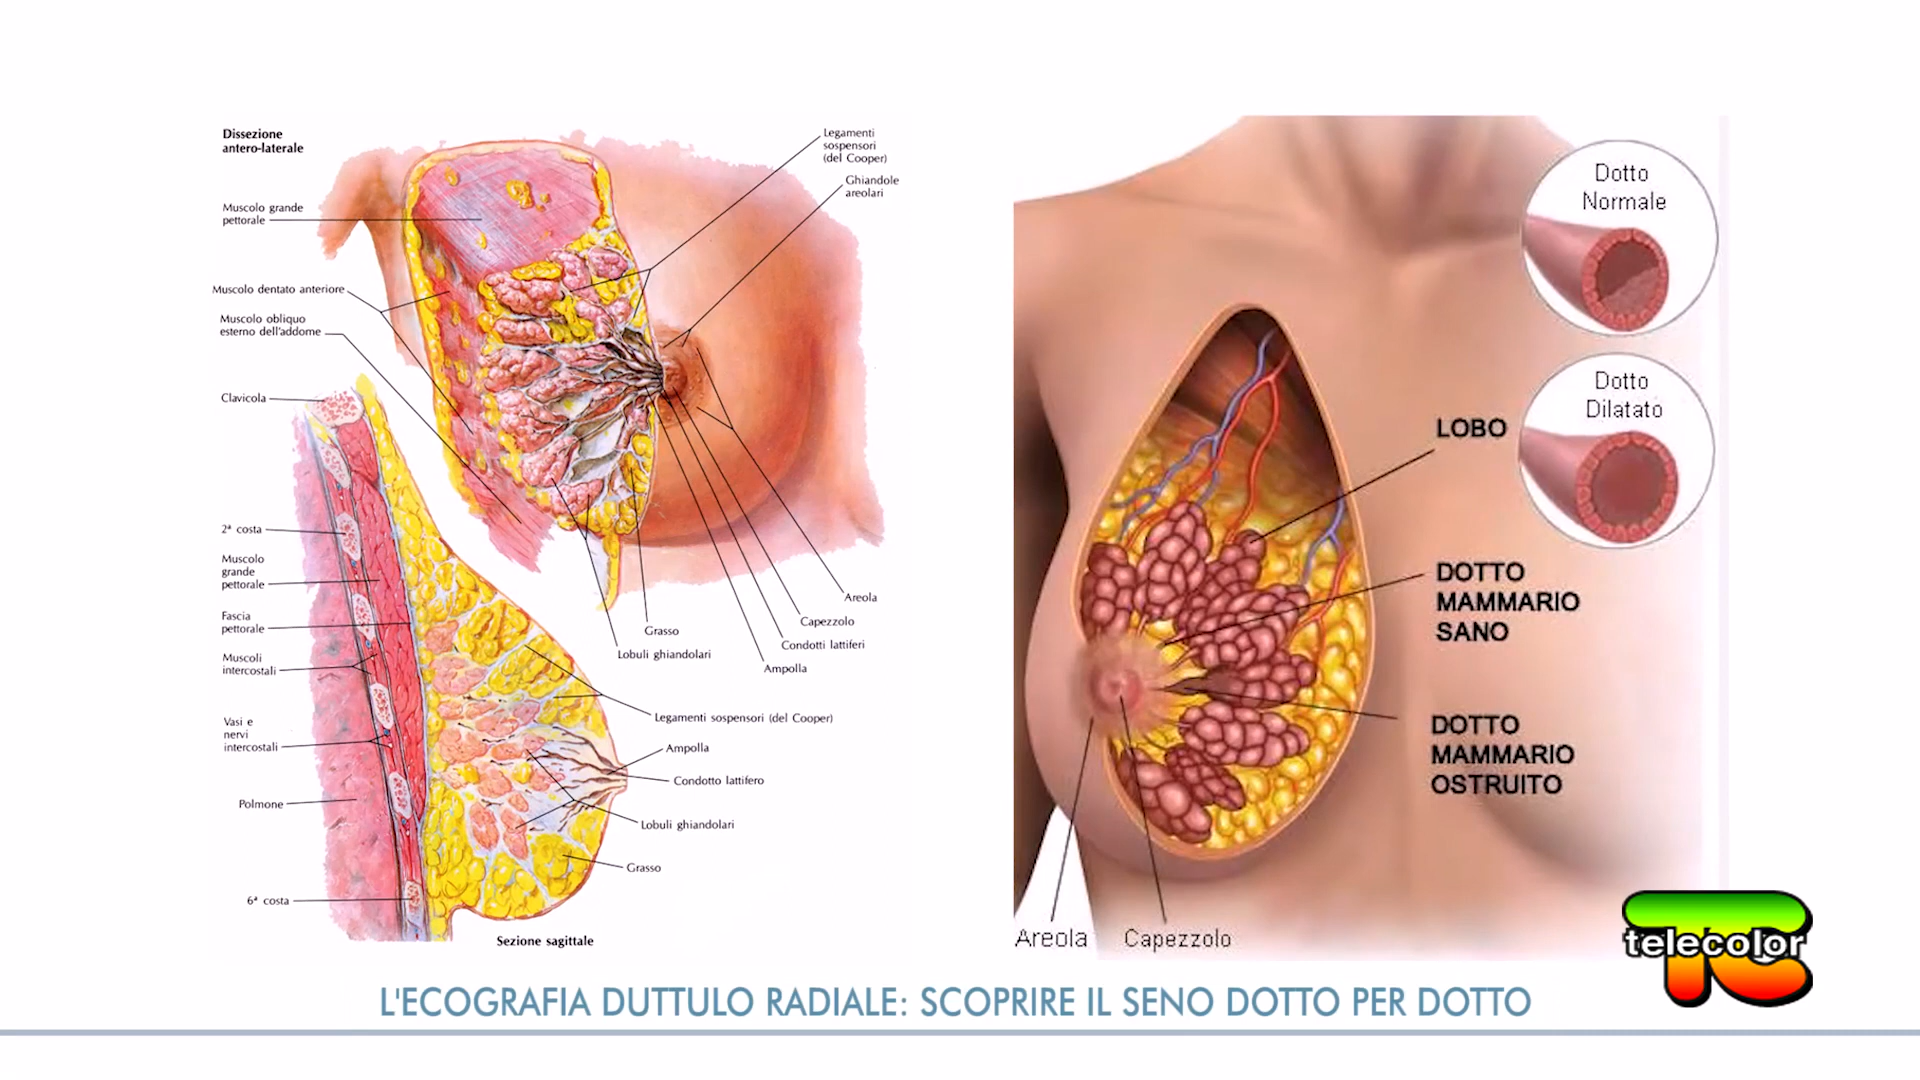 Dissezione
antero-laterale
Muscolo grande
pettorale
Muscolo dentato anteriore
Muscolo obliquo
esterno dell'addome
Clavicola
2ª costa
Muscolo
grande
pettorale
Fascia
pettorale
Muscoli
intercostali
Vasi e
nervi
intercostali
Polmone
6ª costa
Legamenti
sospensori
(del Cooper)
Ghiandole
areolari
Areola
Capezzolo
Condotti lattiferi
Ampolla
Grasso
Lobuli ghiandolari
Legamenti sospensori (del Cooper)
Ampolla
Condotto lattifero
Lobuli ghiandolari
Grasso
Sezione sagittale
Dotto
Normale
Dotto
Dilatato
LOBO
DOTTO
MAMMARIO
SANO
DOTTO
MAMMARIO
OSTRUITO
Areola
Capezzolo
telecolor
L'ECOGRAFIA DUTTULO RADIALE: SCOPRIRE IL SENO DOTTO PER DOTTO